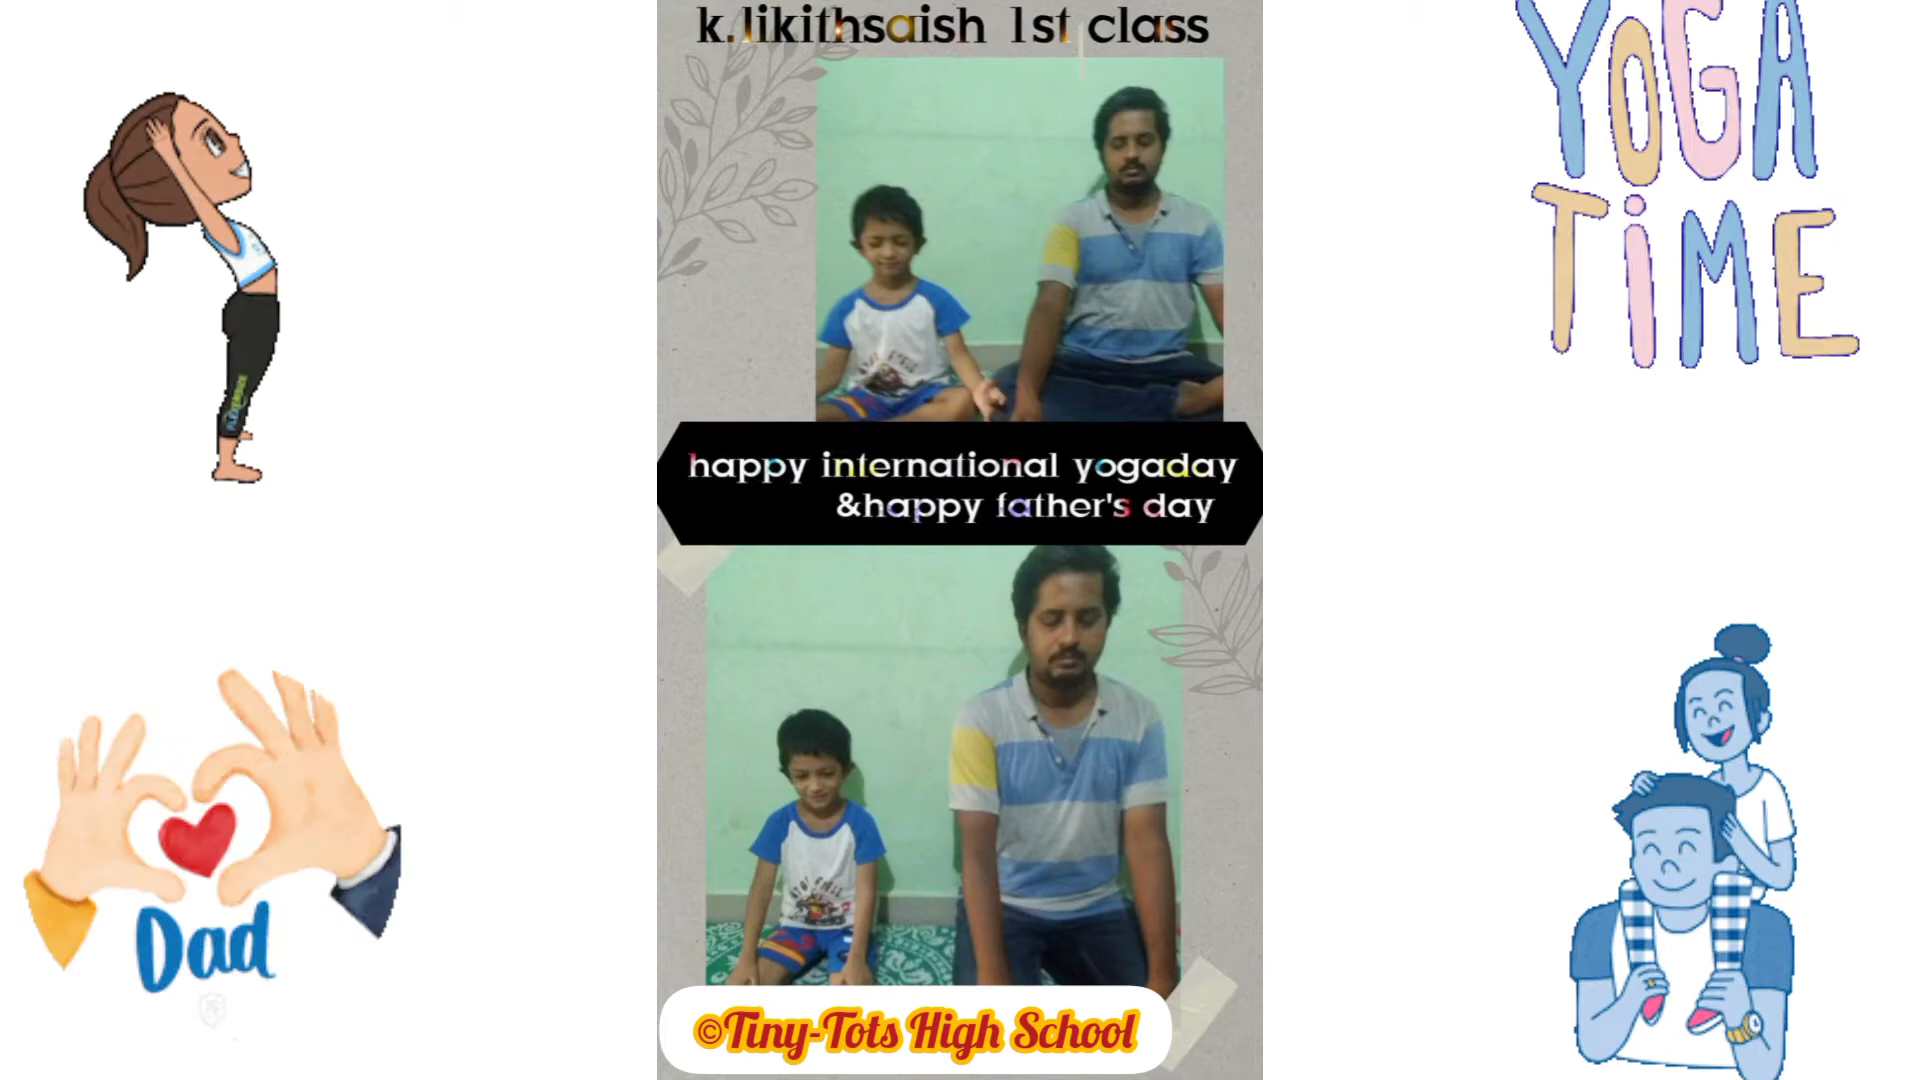 k.likithsaish 1st class
YOGA
TiME
happy international yogaday
&happy father's day
Dad
©Tiny-Tots High School